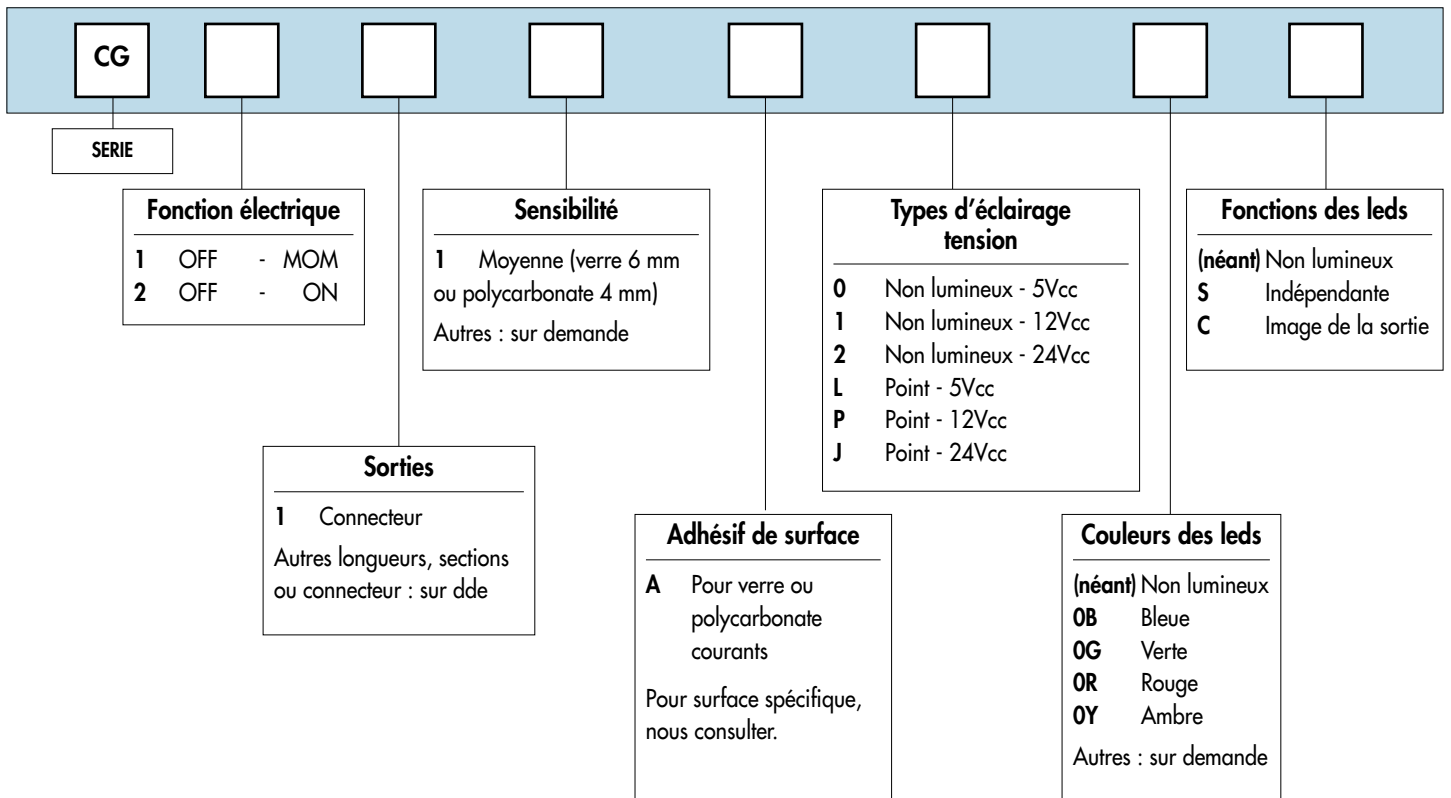 CG
SERIE
Fonction électrique
1 OFF - MOM
2 OFF - ON
Sorties
1 Connecteur
Autres longueurs, sections
ou connecteur : sur dde
Sensibilité
1 Moyenne (verre 6 mm
ou polycarbonate 4 mm)
Autres : sur demande
Adhésif de surface
A Pour verre ou
polycarbonate
courants
Pour surface spécifique,
nous consulter.
Types d’éclairage
tension
0 Non lumineux - 5Vcc
1 Non lumineux - 12Vcc
2 Non lumineux - 24Vcc
L Point - 5Vcc
P Point - 12Vcc
J Point - 24Vcc
Couleurs des leds
(néant) Non lumineux
0B Bleue
0G Verte
0R Rouge
0Y Ambre
Autres : sur demande
Fonctions des leds
(néant) Non lumineux
S Indépendante
C Image de la sortie